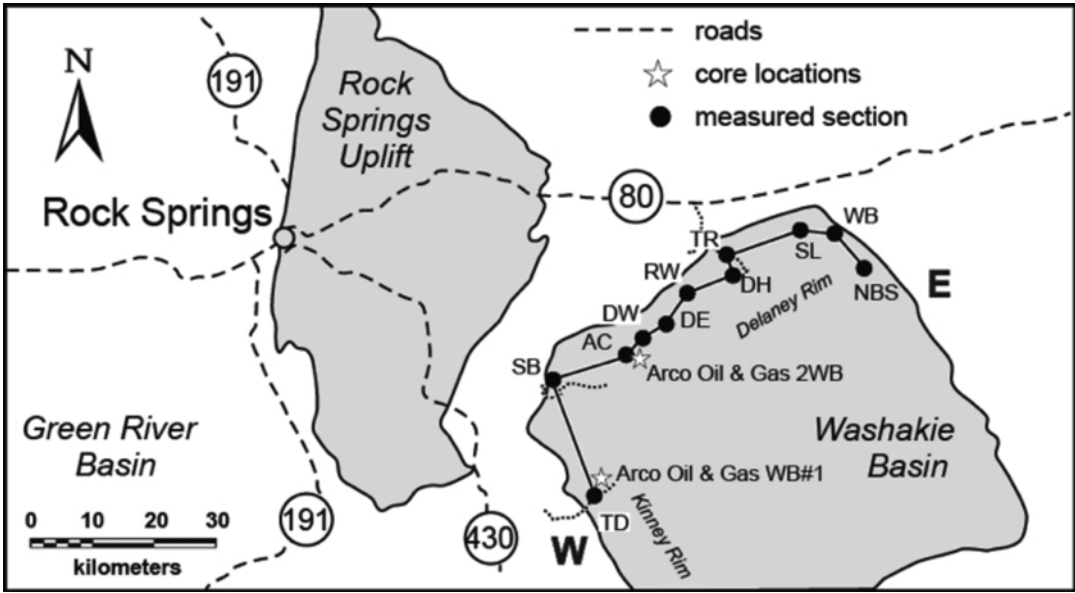 N
191
Rock
Springs
Uplift
roads
core locations
measured section
Rock Springs
80
TR
WB
SL
RW
DH
NBS
E
Delaney Rim
DW
DE
AC
SB
Arco Oil & Gas 2WB
Green River
Basin
Washakie
Basin
Arco Oil & Gas WB#1
Kinney Rim
TD
W
0 10 20 30
kilometers
191
430